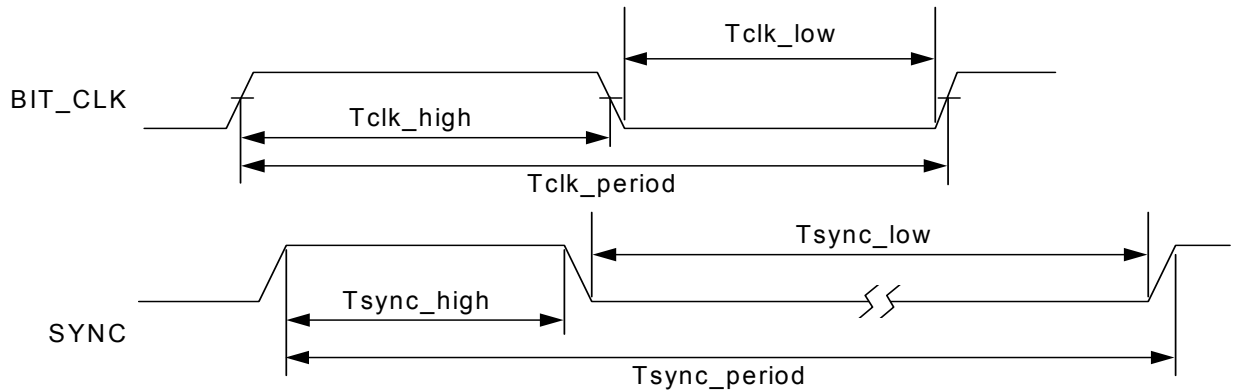 Tclk_low
BIT_CLK
Tclk_high
Tclk_period
Tsync_low
Tsync_high
SYNC
Tsync_period